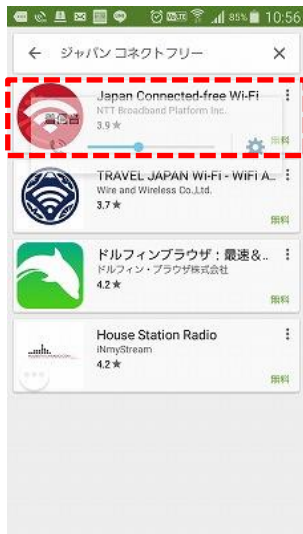 85% 10:56
ジャパン コネクトフリー
Japan Connected-free Wi-Fi
NTT Broadband Platform Inc.
3.9★
無料
TRAVEL JAPAN Wi-Fi - WiFi A..
Wire and Wireless Co.,Ltd.
3.7★
無料
ドルフィンブラウザ：最速&..
ドルフィン・ブラウザ株式会社
4.2★
無料
House Station Radio
iNmyStream
4.2★
無料